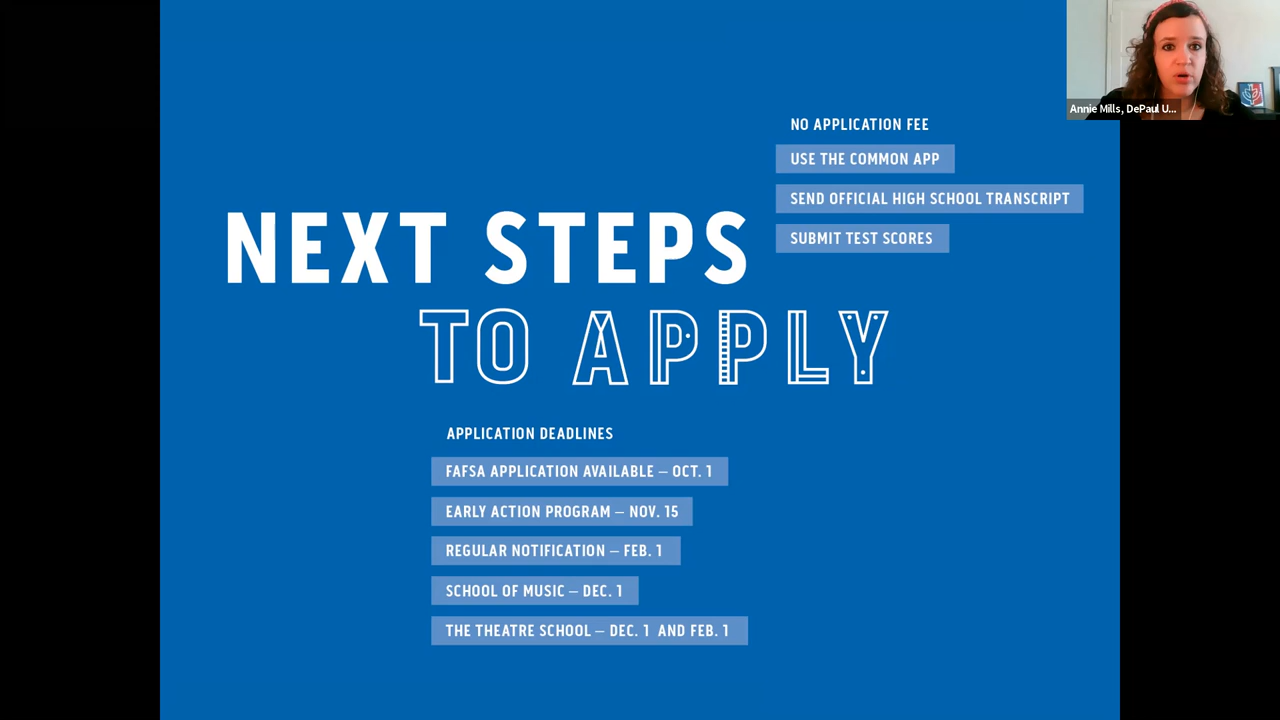 Annie Mills, DePaul U...
NO APPLICATION FEE
USE THE COMMON APP
SEND OFFICIAL HIGH SCHOOL TRANSCRIPT
SUBMIT TEST SCORES
NEXT STEPS
TO APPLY
APPLICATION DEADLINES
FAFSA APPLICATION AVAILABLE – OCT. 1
EARLY ACTION PROGRAM – NOV. 15
REGULAR NOTIFICATION – FEB. 1
SCHOOL OF MUSIC – DEC. 1
THE THEATRE SCHOOL – DEC. 1 AND FEB. 1